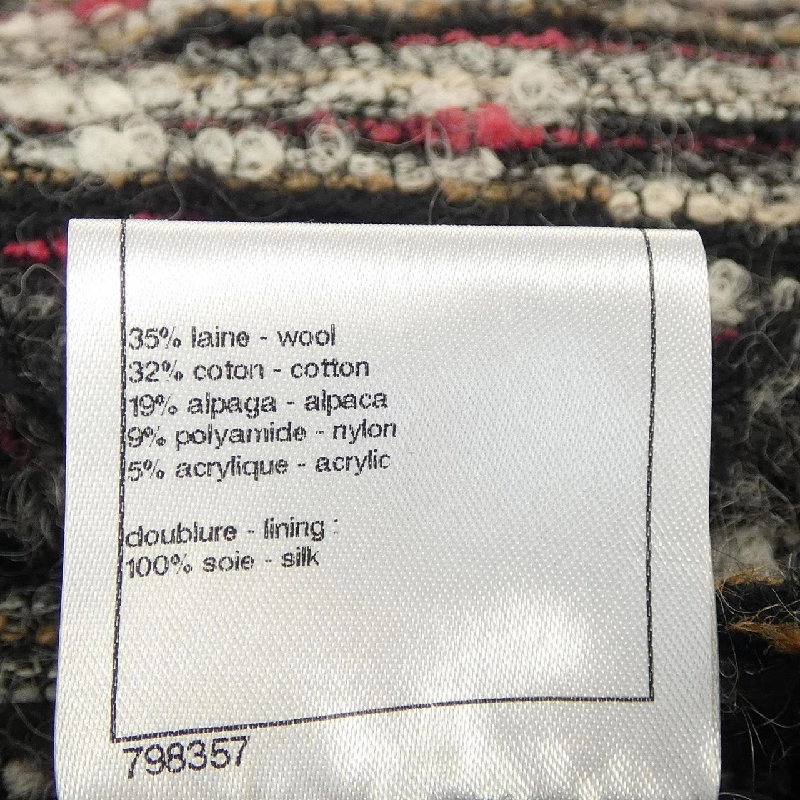 35% laine - wool
32% coton - cotton
19% alpaga - alpaca
9% polyamide - nylon
5% acrylique - acrylic
doublure - lining :
100% soie - silk
798357